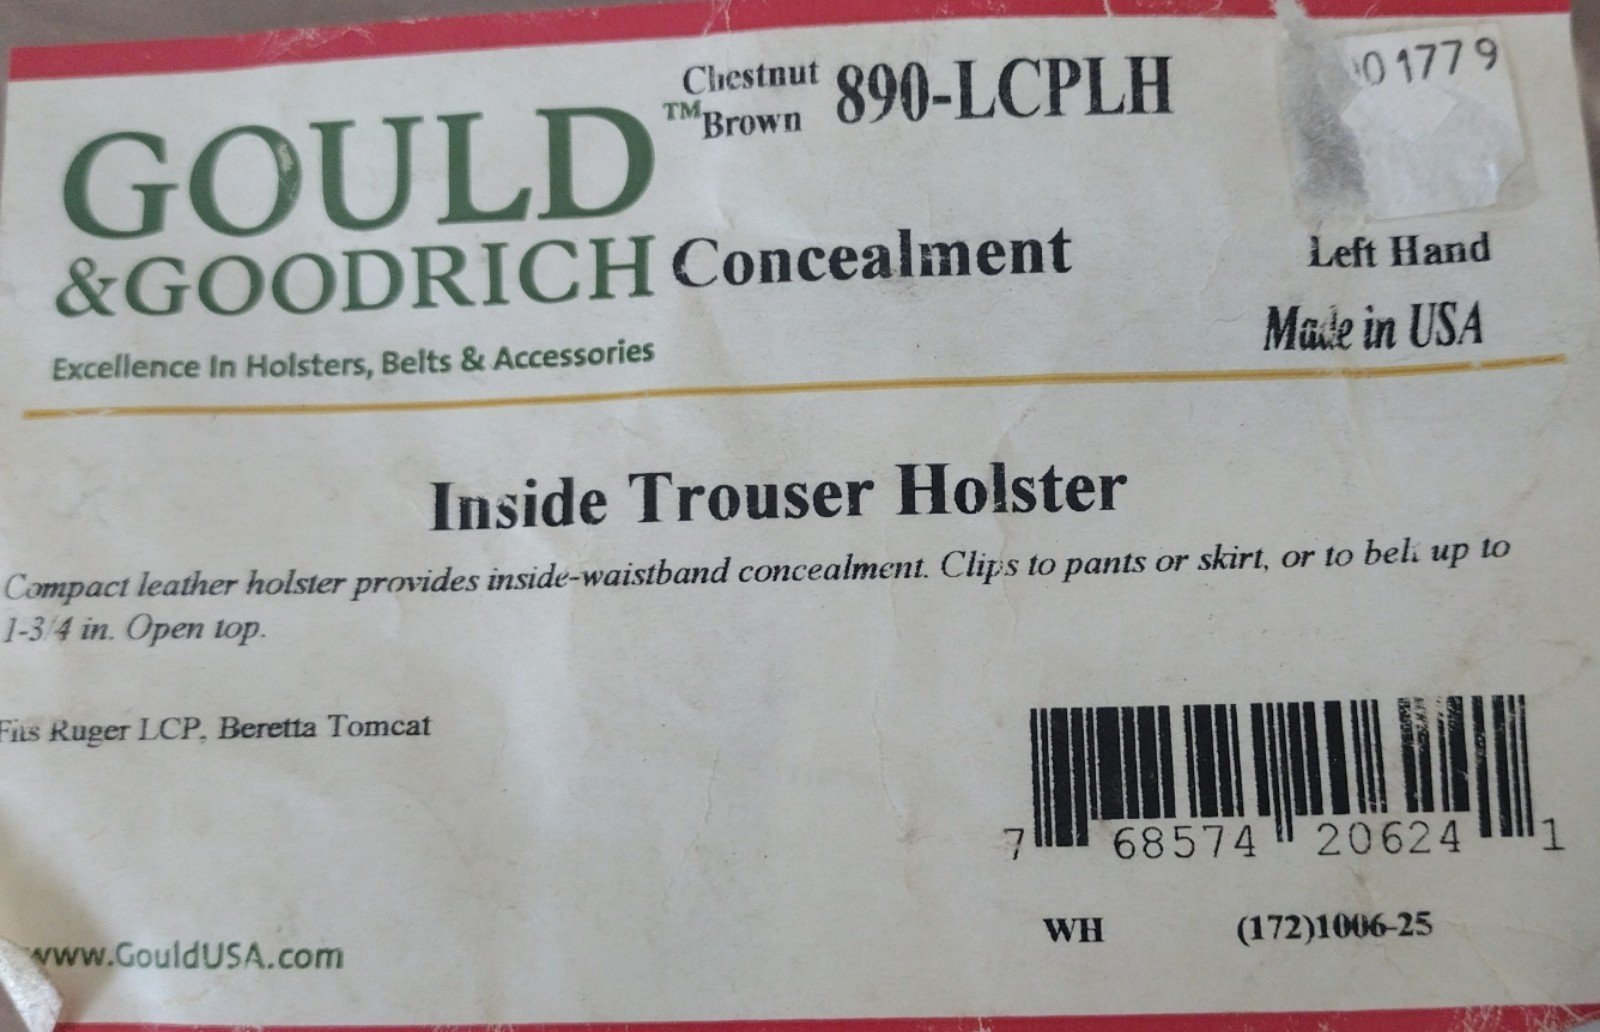 Chestnut
Brown
890-LCPLH
01779
GOULD™
&GOODRICH
Concealment
Left Hand
Made in USA
Excellence In Holsters, Belts & Accessories
Inside Trouser Holster
Compact leather holster provides inside-waistband concealment. Clips to pants or skirt, or to belt up to
1-3/4 in. Open top.
Fits Ruger LCP, Beretta Tomcat
7 68574 20624 1
WH (172)1006-25
www.GouldUSA.com